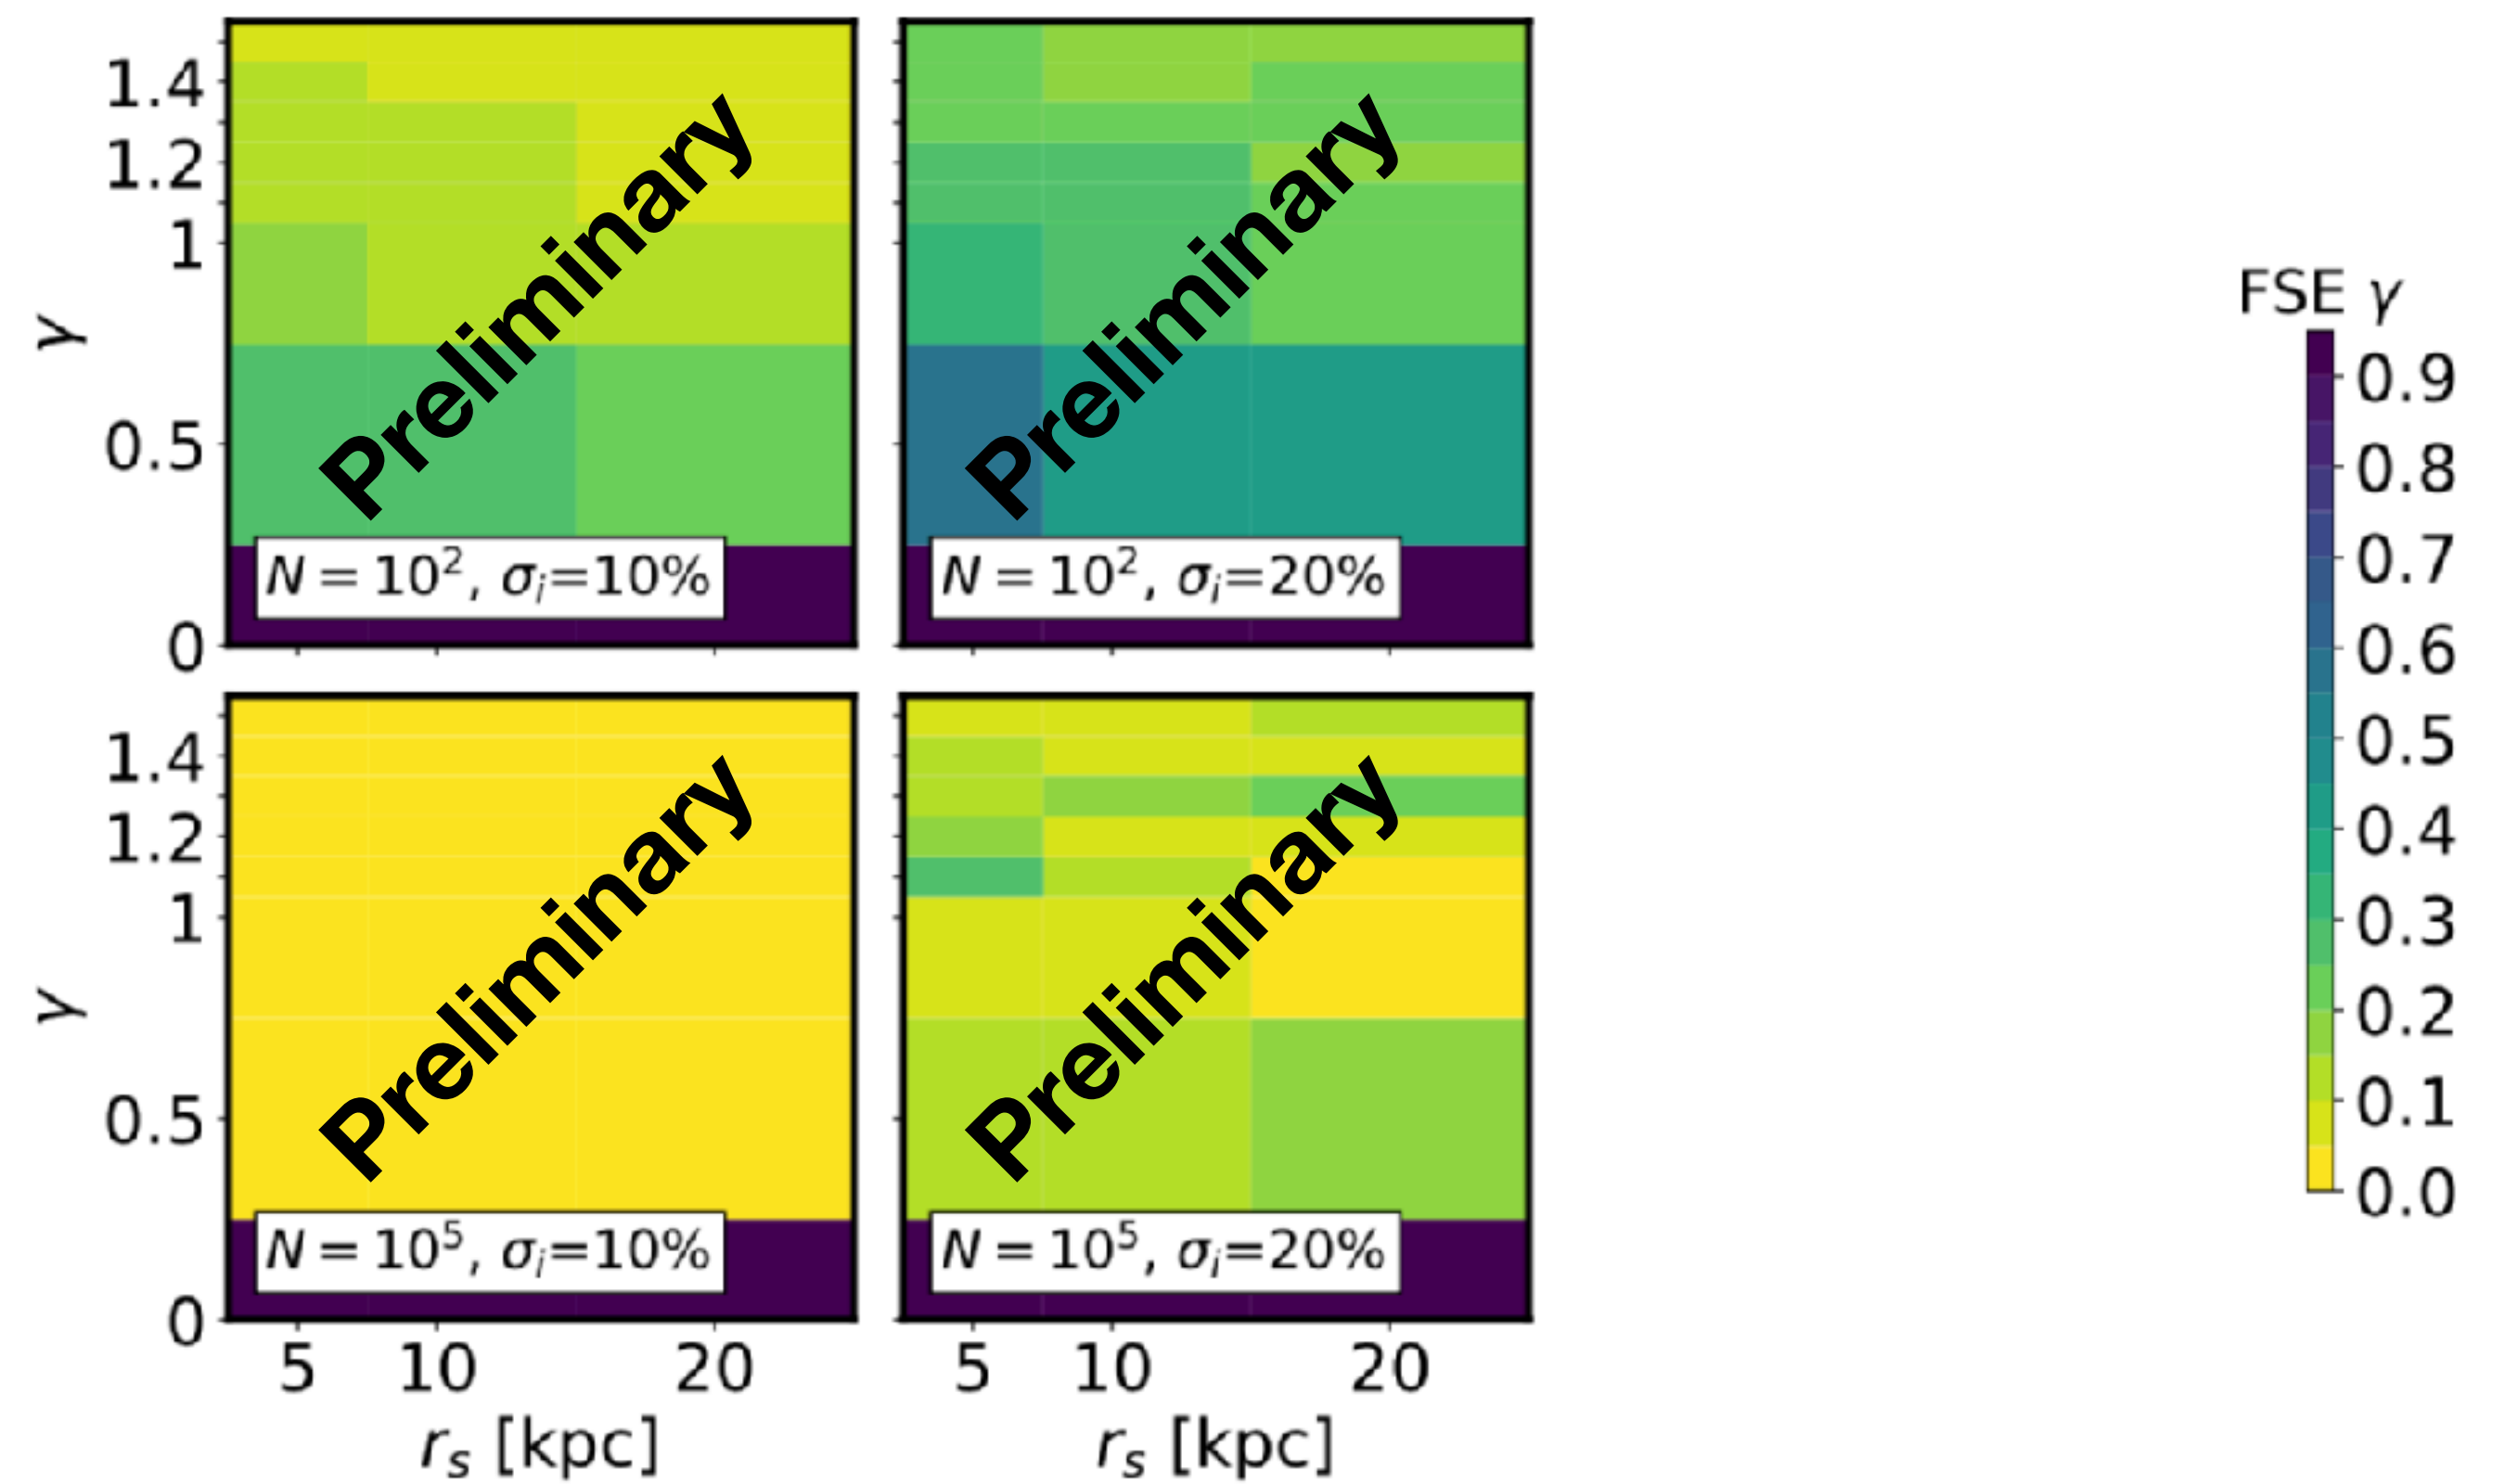 1.4
1.2
1
0.5
0
γ
Preliminary
N = 10², σᵢ=10%
Preliminary
N = 10², σᵢ=20%
1.4
1.2
1
0.5
0
γ
Preliminary
N = 10⁵, σᵢ=10%
5 10 20
rₛ [kpc]
Preliminary
N = 10⁵, σᵢ=20%
5 10 20
rₛ [kpc]
FSE γ
0.9
0.8
0.7
0.6
0.5
0.4
0.3
0.2
0.1
0.0